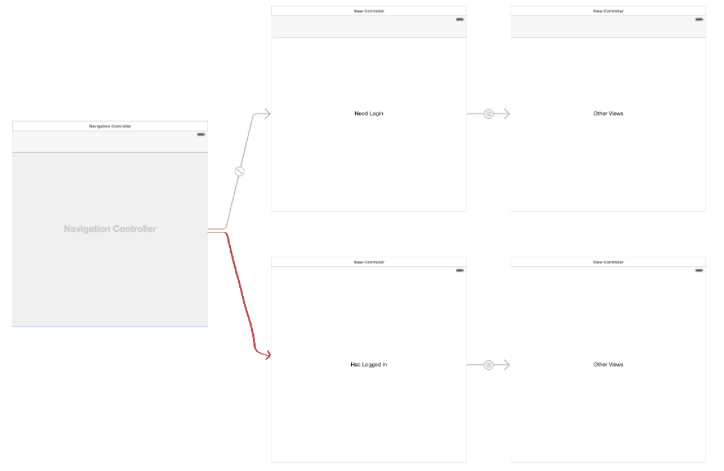 View Controller
View Controller
Need Login
Other Views
Navigation Controller
Navigation Controller
View Controller
View Controller
Has Logged in
Other Views